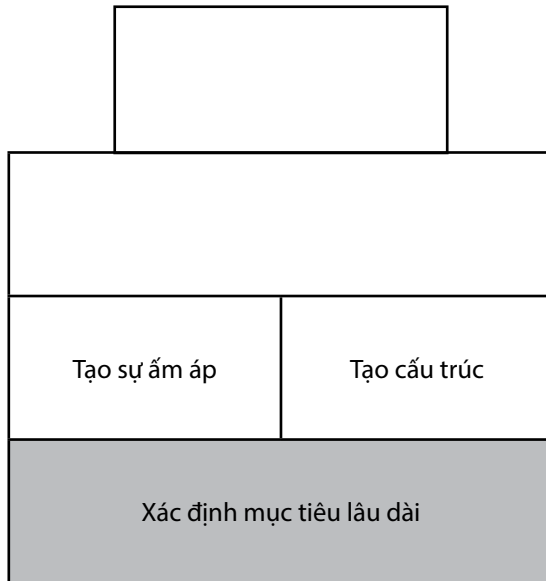 Tạo sự ấm áp
Tạo cấu trúc
Xác định mục tiêu lâu dài